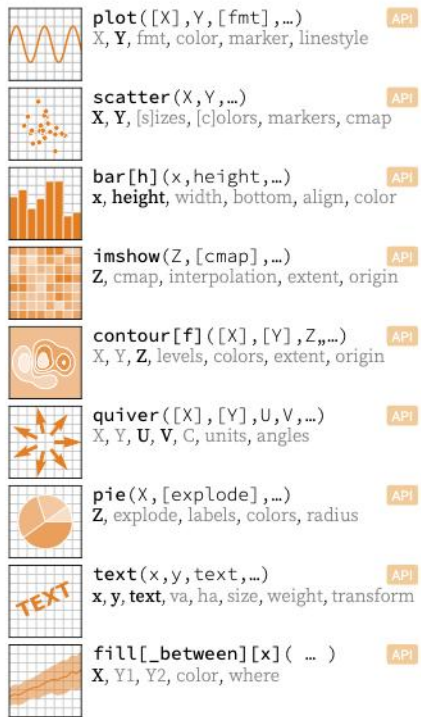 plot([X],Y,[fmt],…) API
X, Y, fmt, color, marker, linestyle
scatter(X,Y,…) API
X, Y, [s]izes, [c]olors, markers, cmap
bar[h](x,height,…) API
x, height, width, bottom, align, color
imshow(Z,[cmap],…) API
Z, cmap, interpolation, extent, origin
contour[f]([X],[Y],Z,,…) API
X, Y, Z, levels, colors, extent, origin
quiver([X],[Y],U,V,…) API
X, Y, U, V, C, units, angles
pie(X,[explode],…) API
Z, explode, labels, colors, radius
TEXT
text(x,y,text,…) API
x, y, text, va, ha, size, weight, transform
fill[_between][x]( … ) API
X, Y1, Y2, color, where